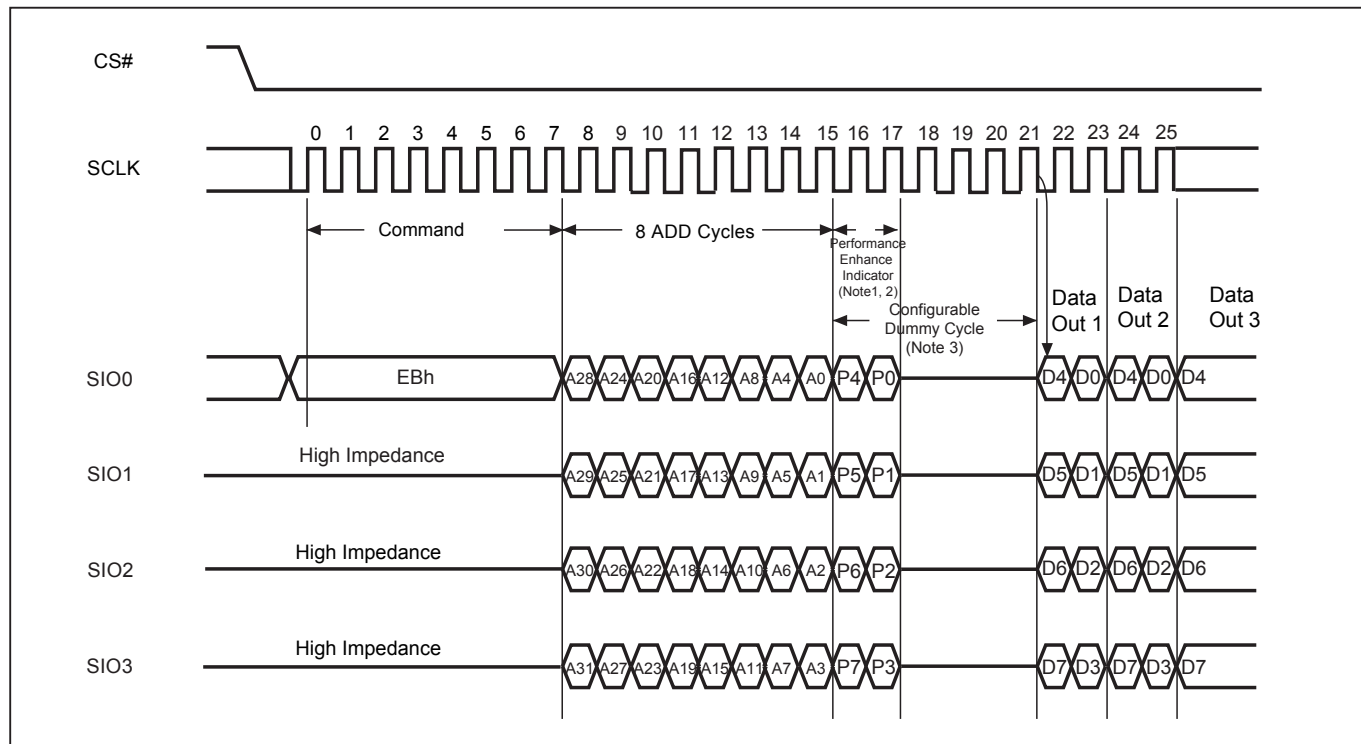 CS#
0 1 2 3 4 5 6 7 8 9 10 11 12 13 14 15 16 17 18 19 20 21 22 23 24 25
SCLK
Command
8 ADD Cycles
Performance
Enhance
Indicator
(Note1, 2)
Configurable
Dummy Cycle
(Note 3)
Data
Out 1
Data
Out 2
Data
Out 3
SIO0
EBh
A28 A24 A20 A16 A12 A8 A4 A0 P4 P0 D4 D0 D4 D0 D4
High Impedance
SIO1
A29 A25 A21 A17 A13 A9 A5 A1 P5 P1 D5 D1 D5 D1 D5
High Impedance
SIO2
A30 A26 A22 A18 A14 A10 A6 A2 P6 P2 D6 D2 D6 D2 D6
High Impedance
SIO3
A31 A27 A23 A19 A15 A11 A7 A3 P7 P3 D7 D3 D7 D3 D7